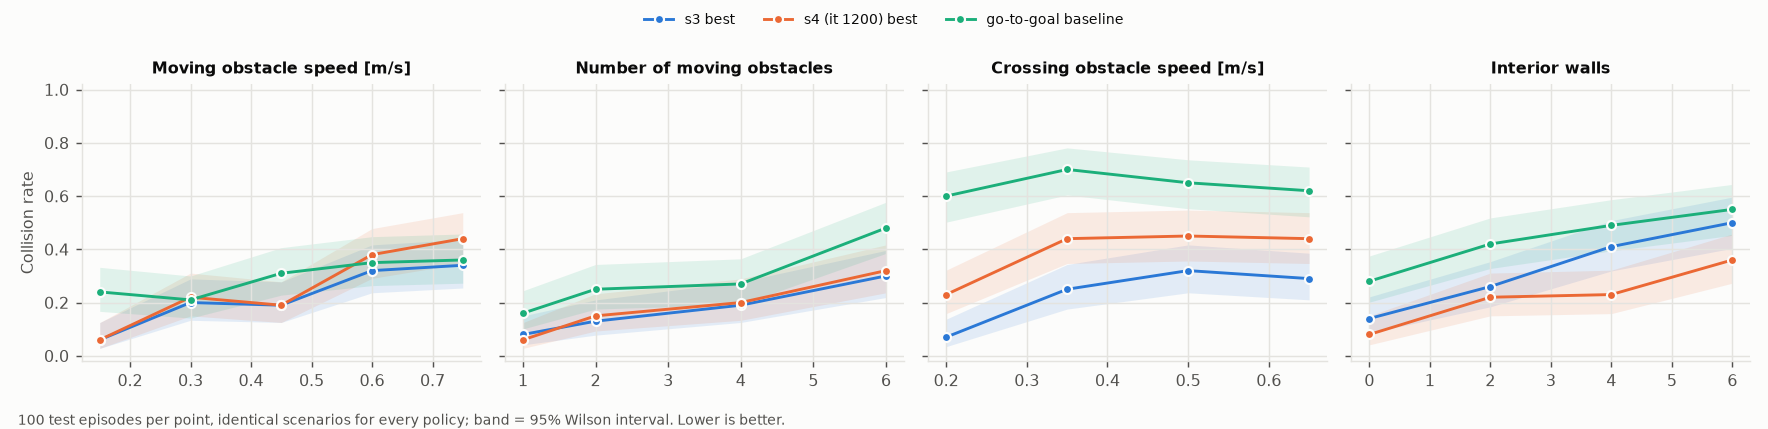 s3 best s4 (it 1200) best go-to-goal baseline
Moving obstacle speed [m/s] Number of moving obstacles Crossing obstacle speed [m/s] Interior walls
Collision rate
1.0
0.8
0.6
0.4
0.2
0.0
0.2 0.3 0.4 0.5 0.6 0.7 1 2 3 4 5 6 0.2 0.3 0.4 0.5 0.6 0 1 2 3 4 5 6
100 test episodes per point, identical scenarios for every policy; band = 95% Wilson interval. Lower is better.